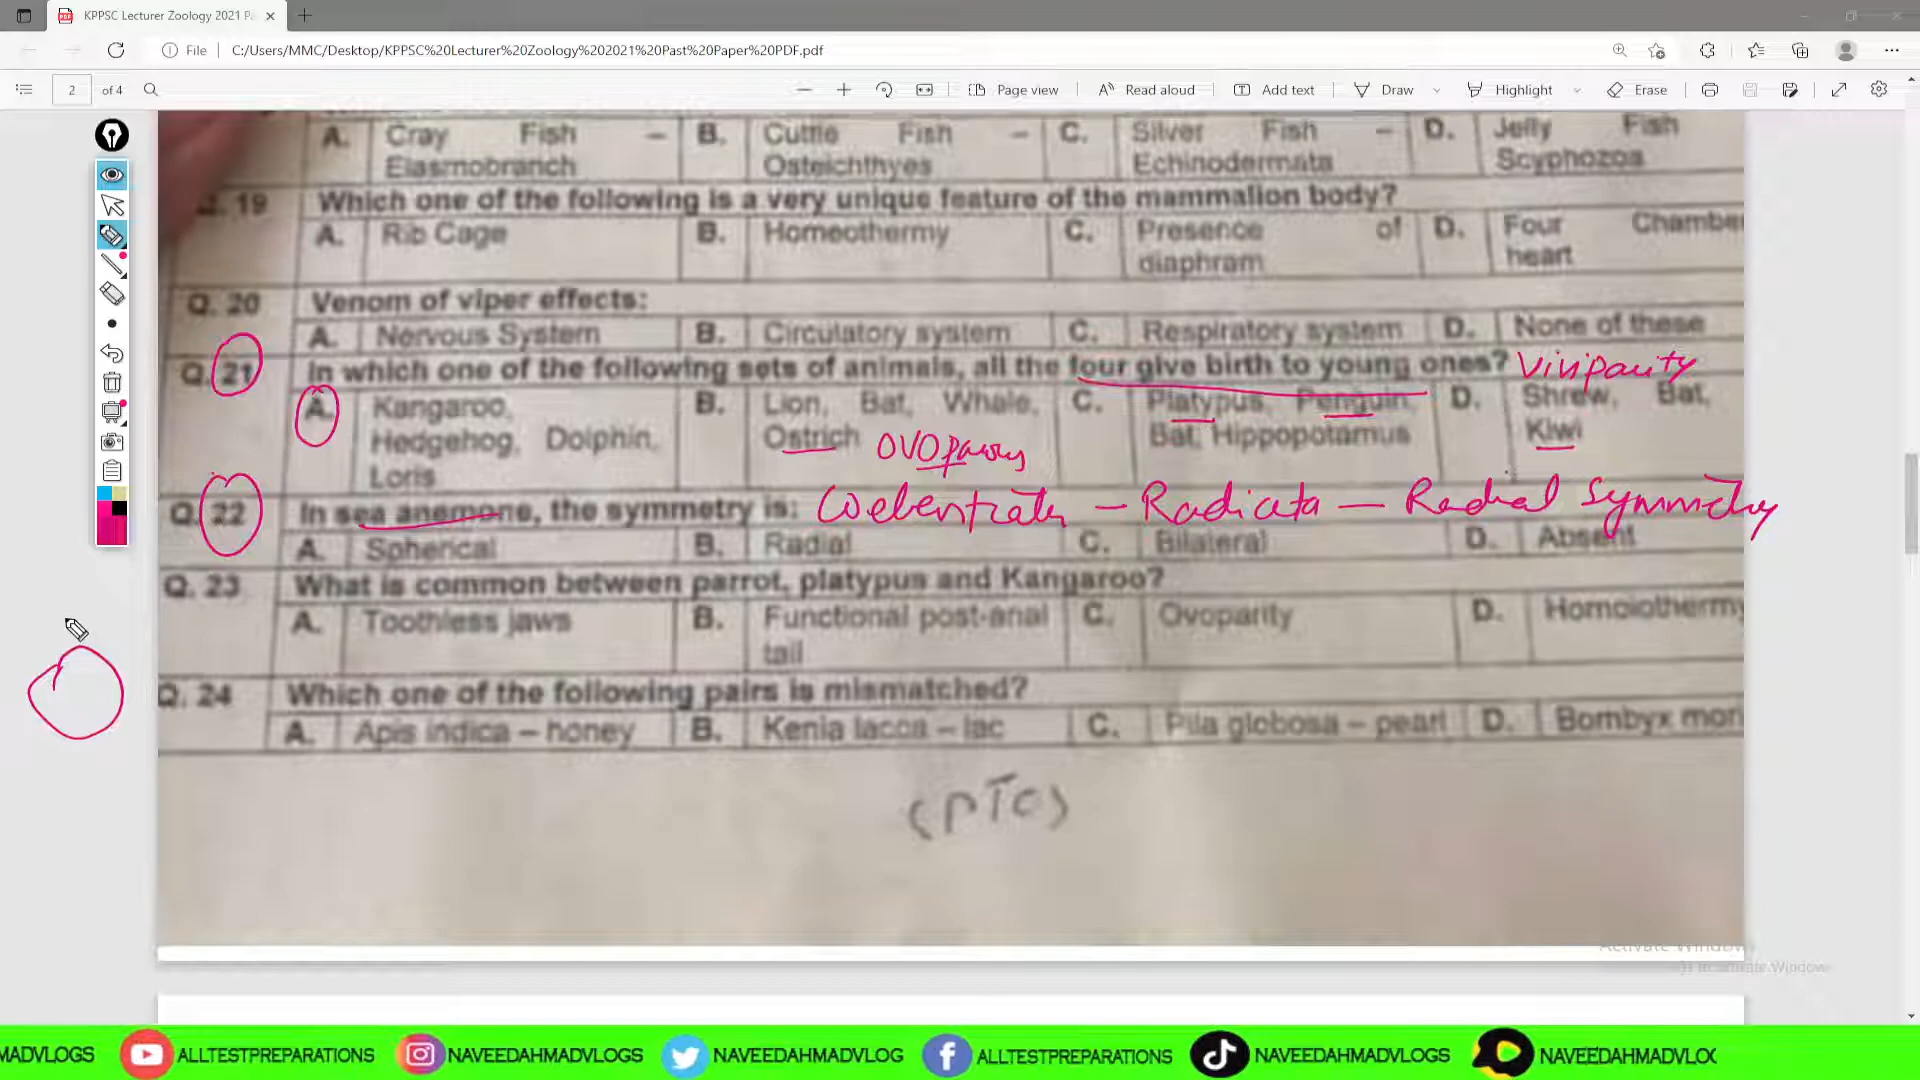 KPPSC Lecturer Zoology 2021 Pa
File C:/Users/MMC/Desktop/KPPSC%20Lecturer%20Zoology%202021%20Past%20Paper%20PDF.pdf
2 of 4 Page view Read aloud Add text Draw Highlight Erase
A. Cray Fish – Elasmobranch B. Cuttle Fish – Osteichthyes C. Silver Fish – Echinodermata D. Jelly Fish Scyphozoa
Q. 19 Which one of the following is a very unique feature of the mammalion body?
A. Rib Cage B. Homeothermy C. Presence of diaphram D. Four Chambe heart
Q. 20 Venom of viper effects:
A. Nervous System B. Circulatory system C. Respiratory system D. None of these
Q. 21 In which one of the following sets of animals, all the four give birth to young ones? Viviparity
A. Kangaroo, Hedgehog, Dolphin, Loris B. Lion, Bat, Whale, Ostrich C. Platypus, Penguin, Bat, Hippopotamus D. Shrew, Bat, Kiwi
Q. 22 In sea anemone, the symmetry is: – Radiata – Radial Symmetry
A. Spherical B. Radial C. Bilateral D. Absent
Q. 23 What is common between parrot, platypus and Kangaroo?
A. Toothless jaws B. Functional post-anal tail C. Ovoparity D. Homoiothermy
Q. 24 Which one of the following pairs is mismatched?
A. Apis indica – honey B. Kenia lacca – lac C. Pila globosa – pearl D. Bombyx mori
Activate Windows
MADVLOGS ALLTESTPREPARATIONS NAVEEDAHMADVLOGS NAVEEDAHMADVLOG ALLTESTPREPARATIONS NAVEEDAHMADVLOGS NAVEEDAHMADVLOG